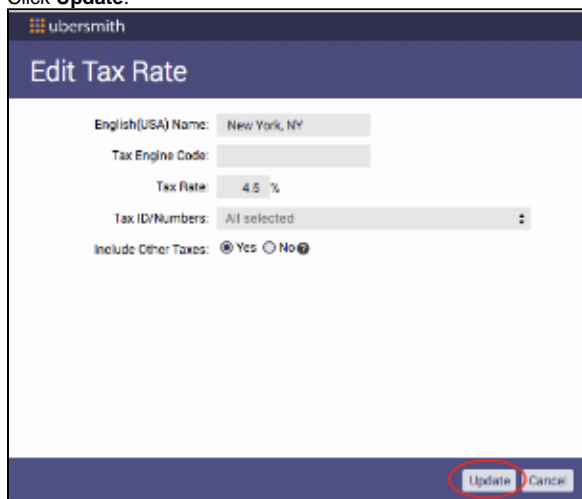 Click Update.
ubersmith
Edit Tax Rate
English(USA) Name: New York, NY
Tax Engine Code:
Tax Rate: 4.5 %
Tax ID/Numbers: All selected
Include Other Taxes: Yes No
Update Cancel